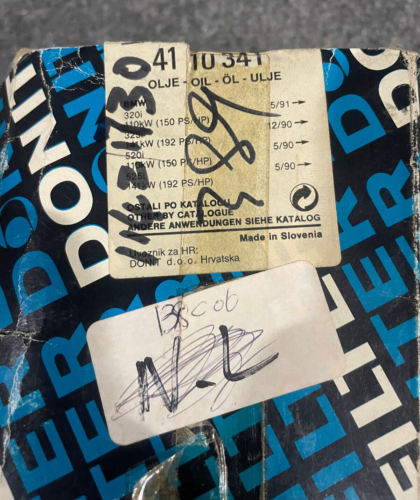 41 10 341
OLJE - OIL - ÖL - ULJE
BMW
320i 5/91 →
110kW (150 PS/HP)
325i 12/90 →
141kW (192 PS/HP)
520i 5/90 →
110kW (150 PS/HP)
525i 5/90 →
141kW (192 PS/HP)
OSTALI PO KATALOGU
OTHER BY CATALOGUE
ANDERE ANWENDUNGEN SIEHE KATALOG
Made in Slovenia
Uvoznik za HR:
DONIT d.o.o. Hrvatska
89
N.L
DONIT
DONIT
FILTER
FILTER
FILTER